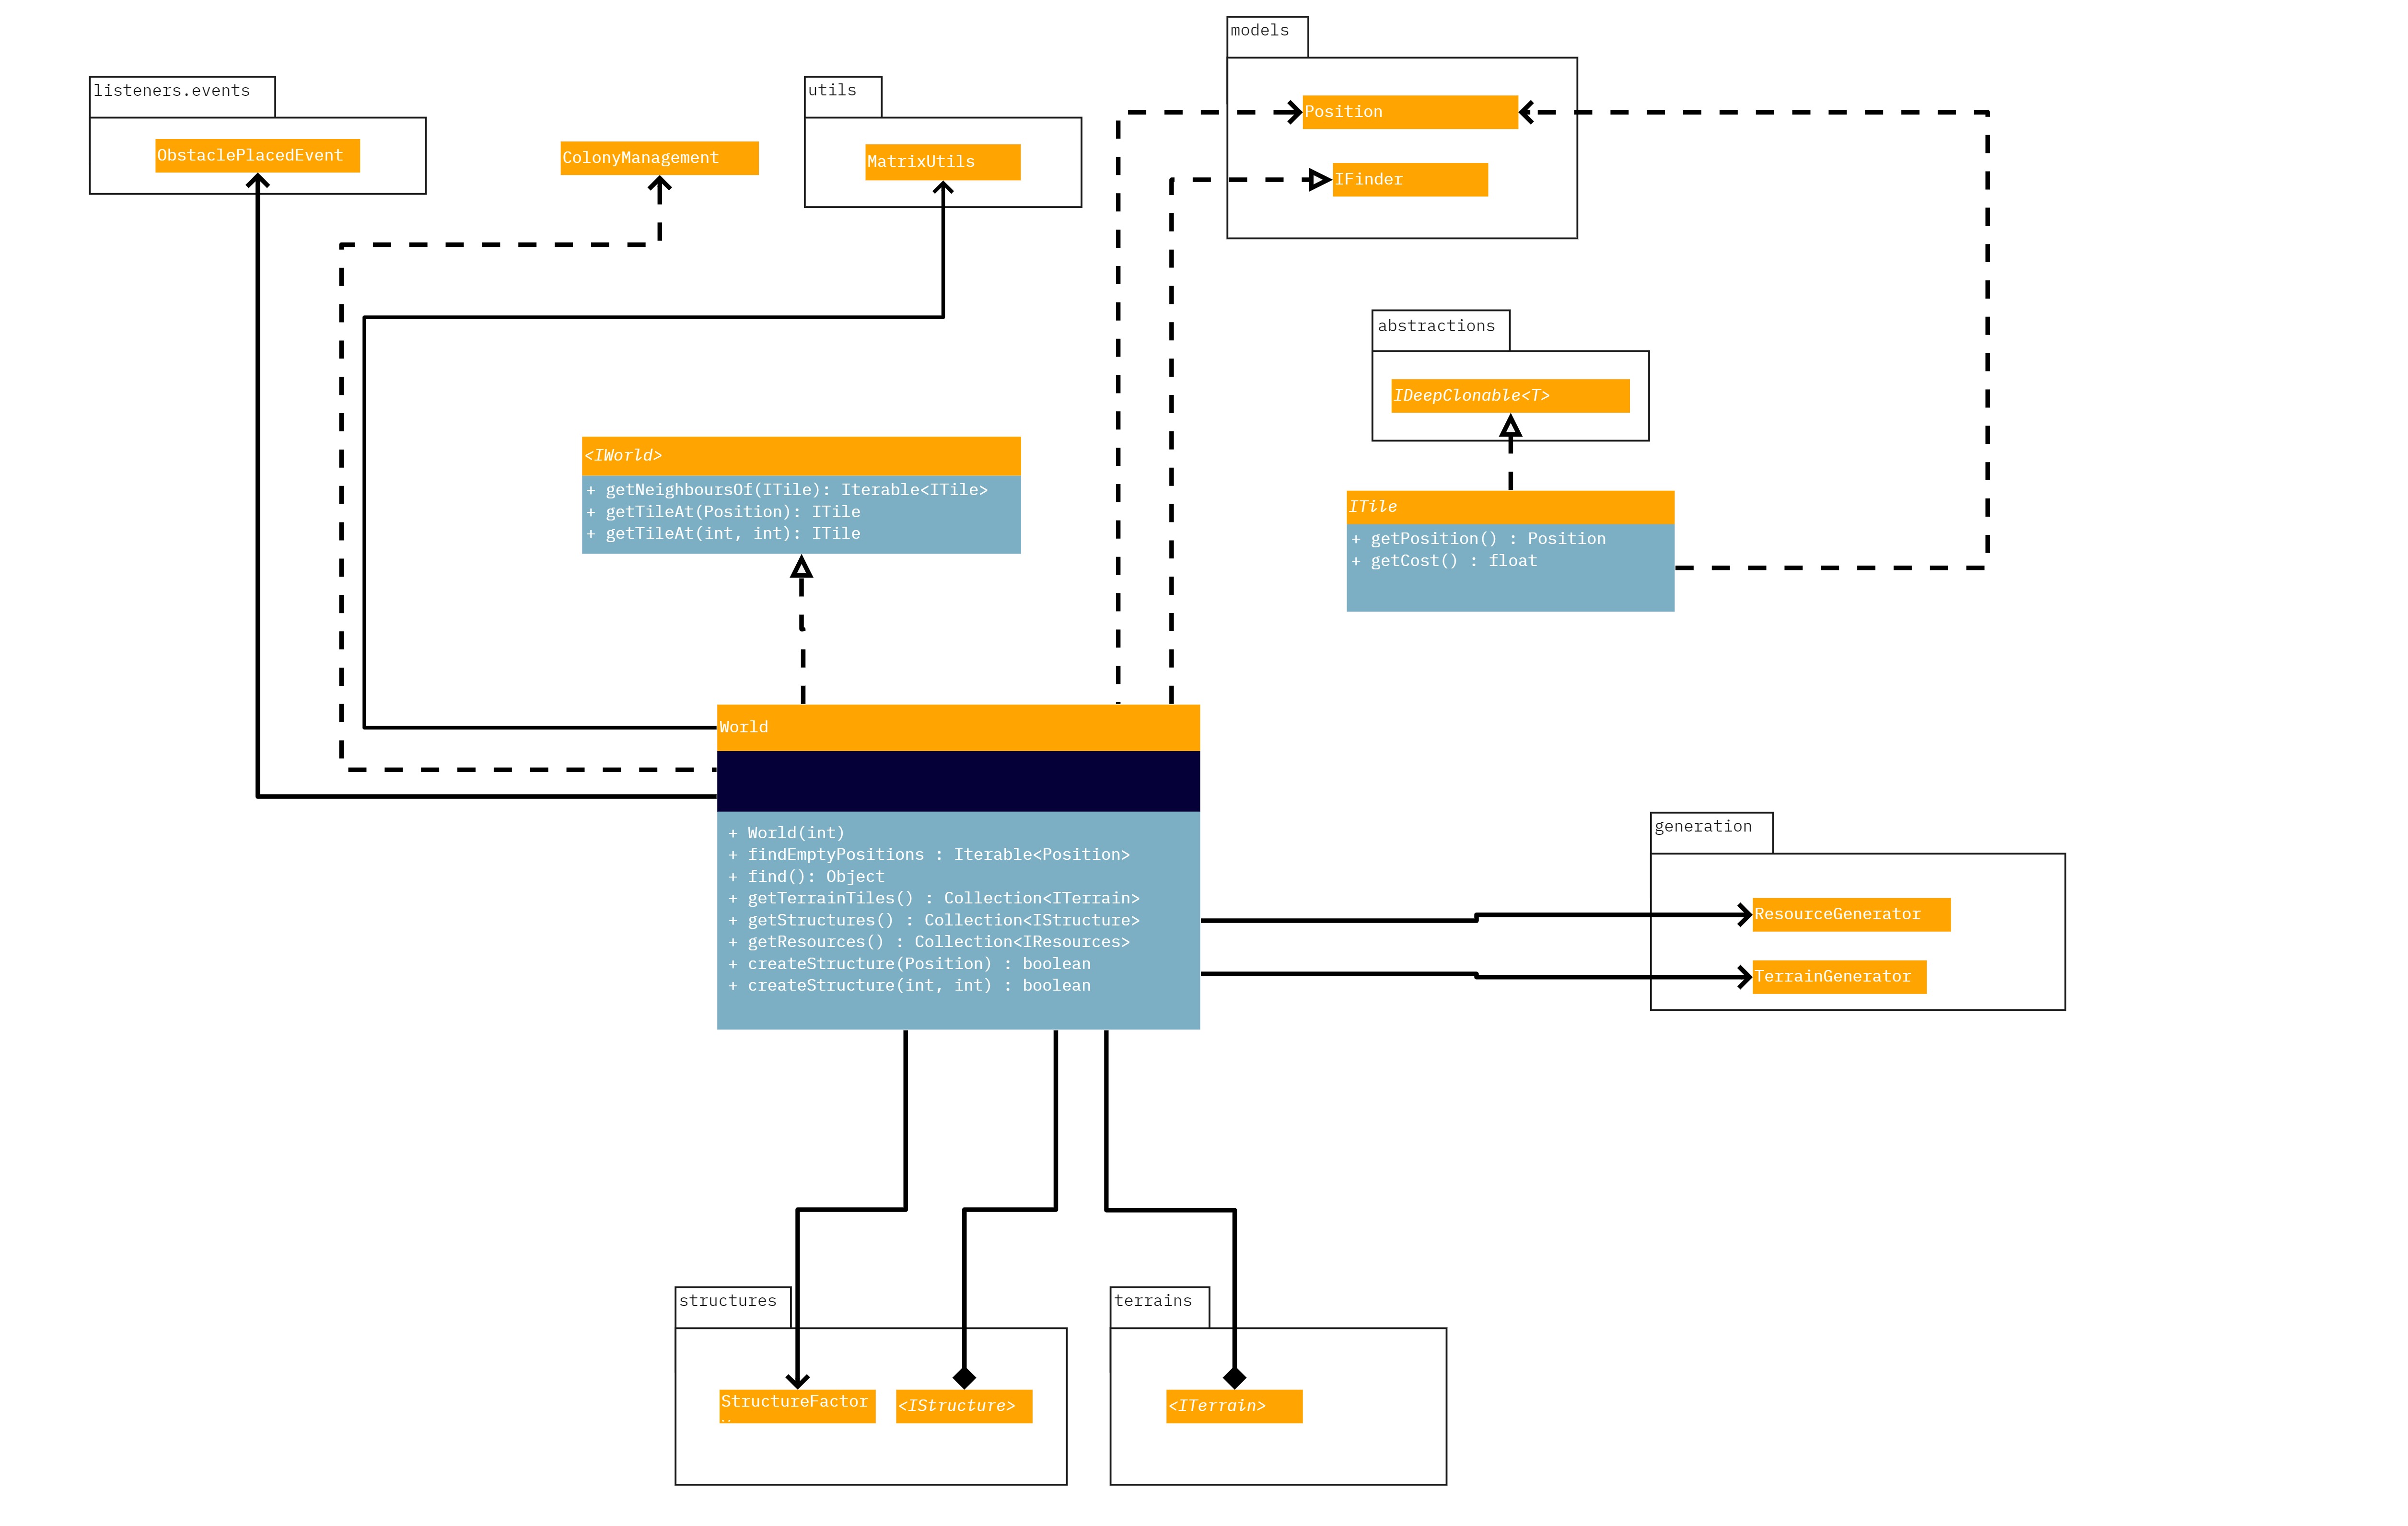 models
listeners.events
utils
Position
ObstaclePlacedEvent
ColonyManagement
MatrixUtils
IFinder
abstractions
IDeepClonable<T>
<IWorld>
+ getNeighboursOf(ITile): Iterable<ITile>
+ getTileAt(Position): ITile
+ getTileAt(int, int): ITile
ITile
+ getPosition() : Position
+ getCost() : float
World
+ World(int)
+ findEmptyPositions : Iterable<Position>
+ find(): Object
+ getTerrainTiles() : Collection<ITerrain>
+ getStructures() : Collection<IStructure>
+ getResources() : Collection<IResources>
+ createStructure(Position) : boolean
+ createStructure(int, int) : boolean
generation
ResourceGenerator
TerrainGenerator
structures
terrains
StructureFactor
<IStructure>
<ITerrain>